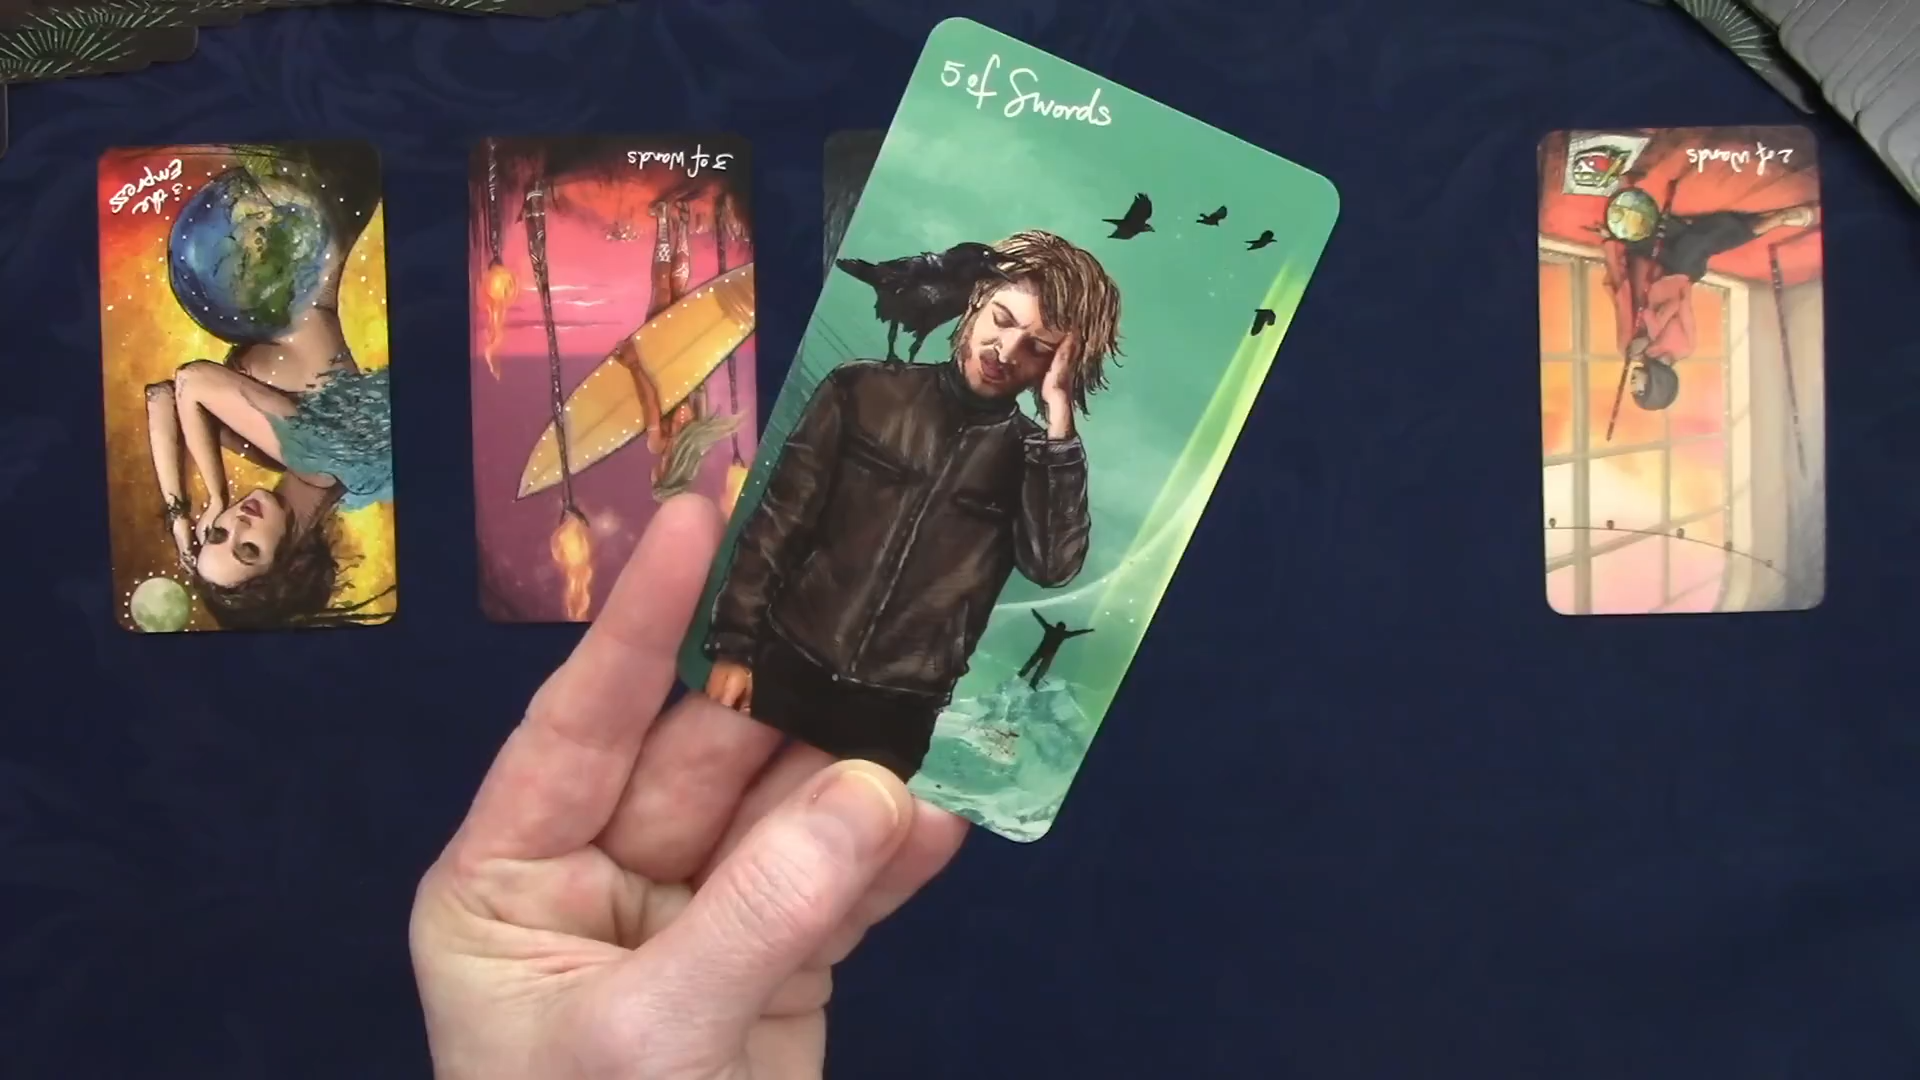 3 the
Empress
3 of Wands
5 of Swords
2 of Wands